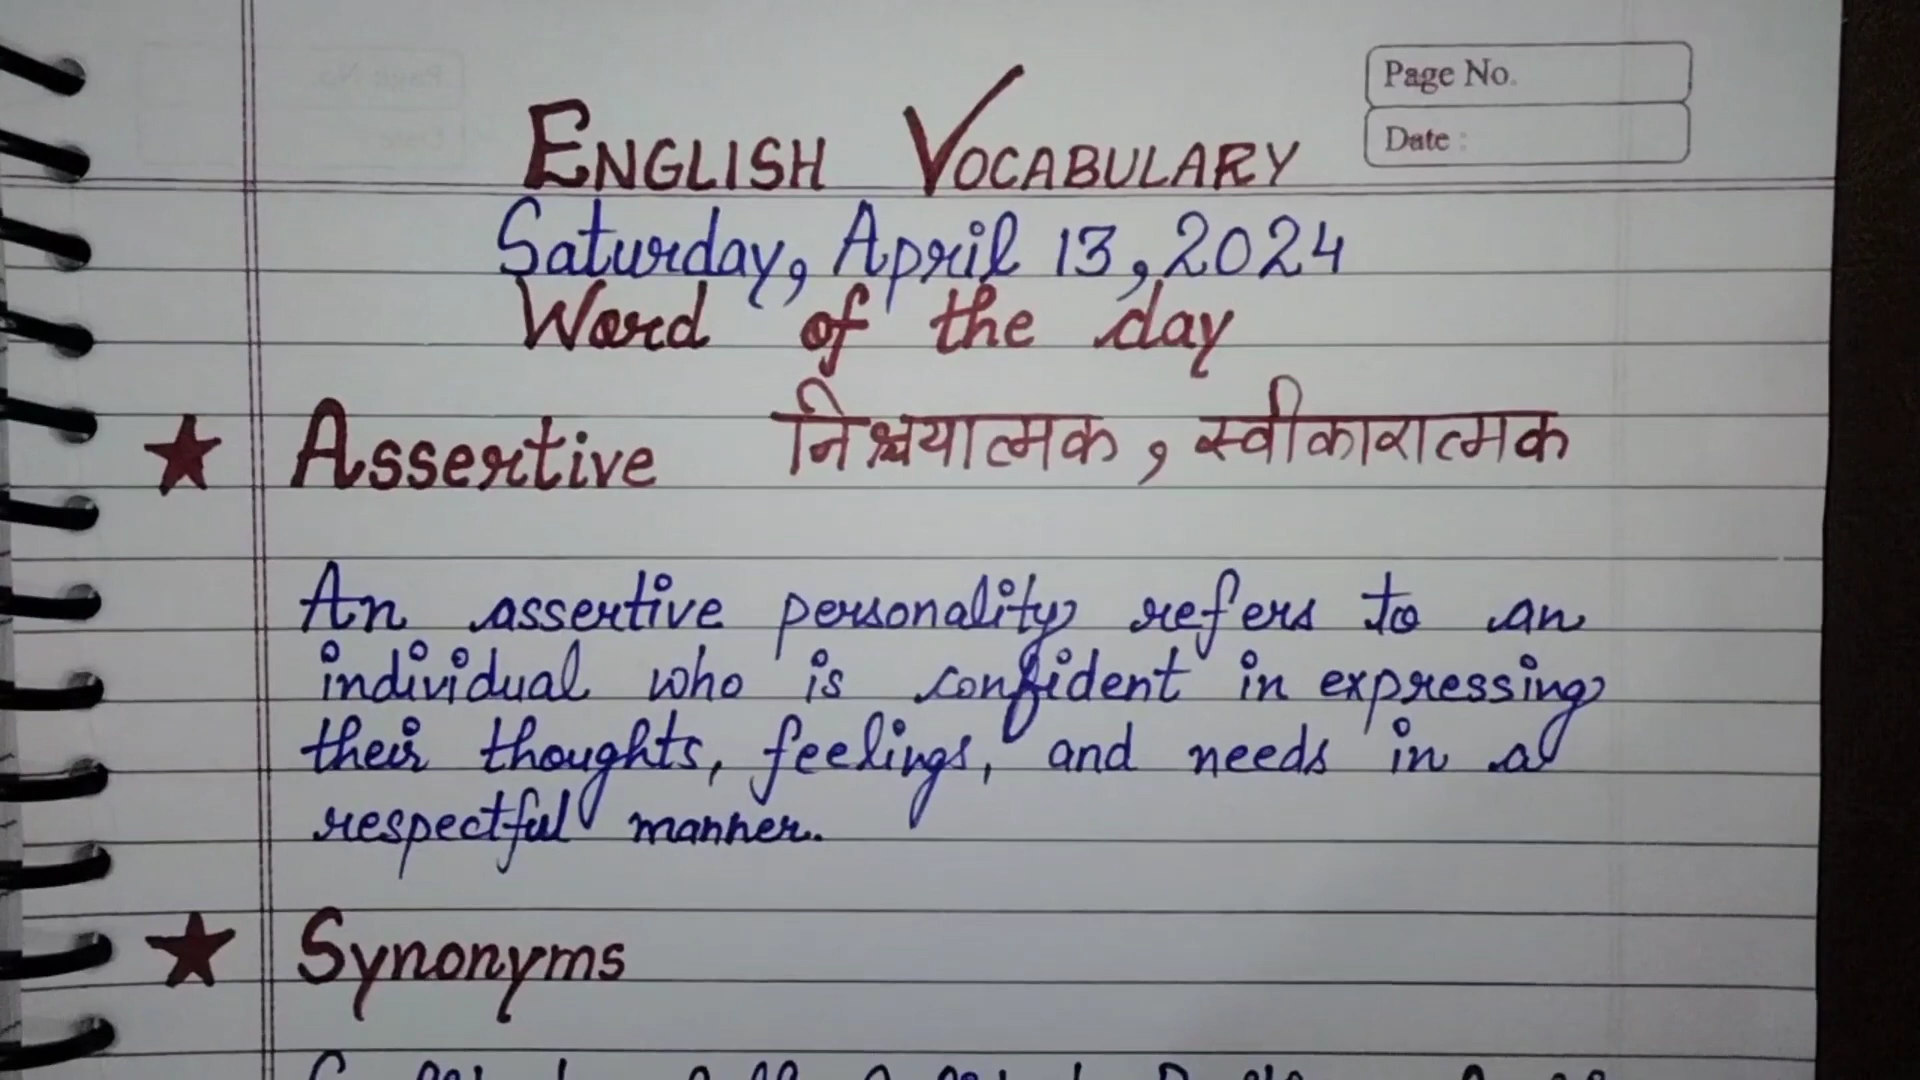 Page No.
Date :
ENGLISH VOCABULARY
Saturday, April 13, 2024
Word of the day
★ Assertive निश्चयात्मक, स्वीकारात्मक
An assertive personality refers to an
individual who is confident in expressing
their thoughts, feelings, and needs in a
respectful manner.
★ Synonyms